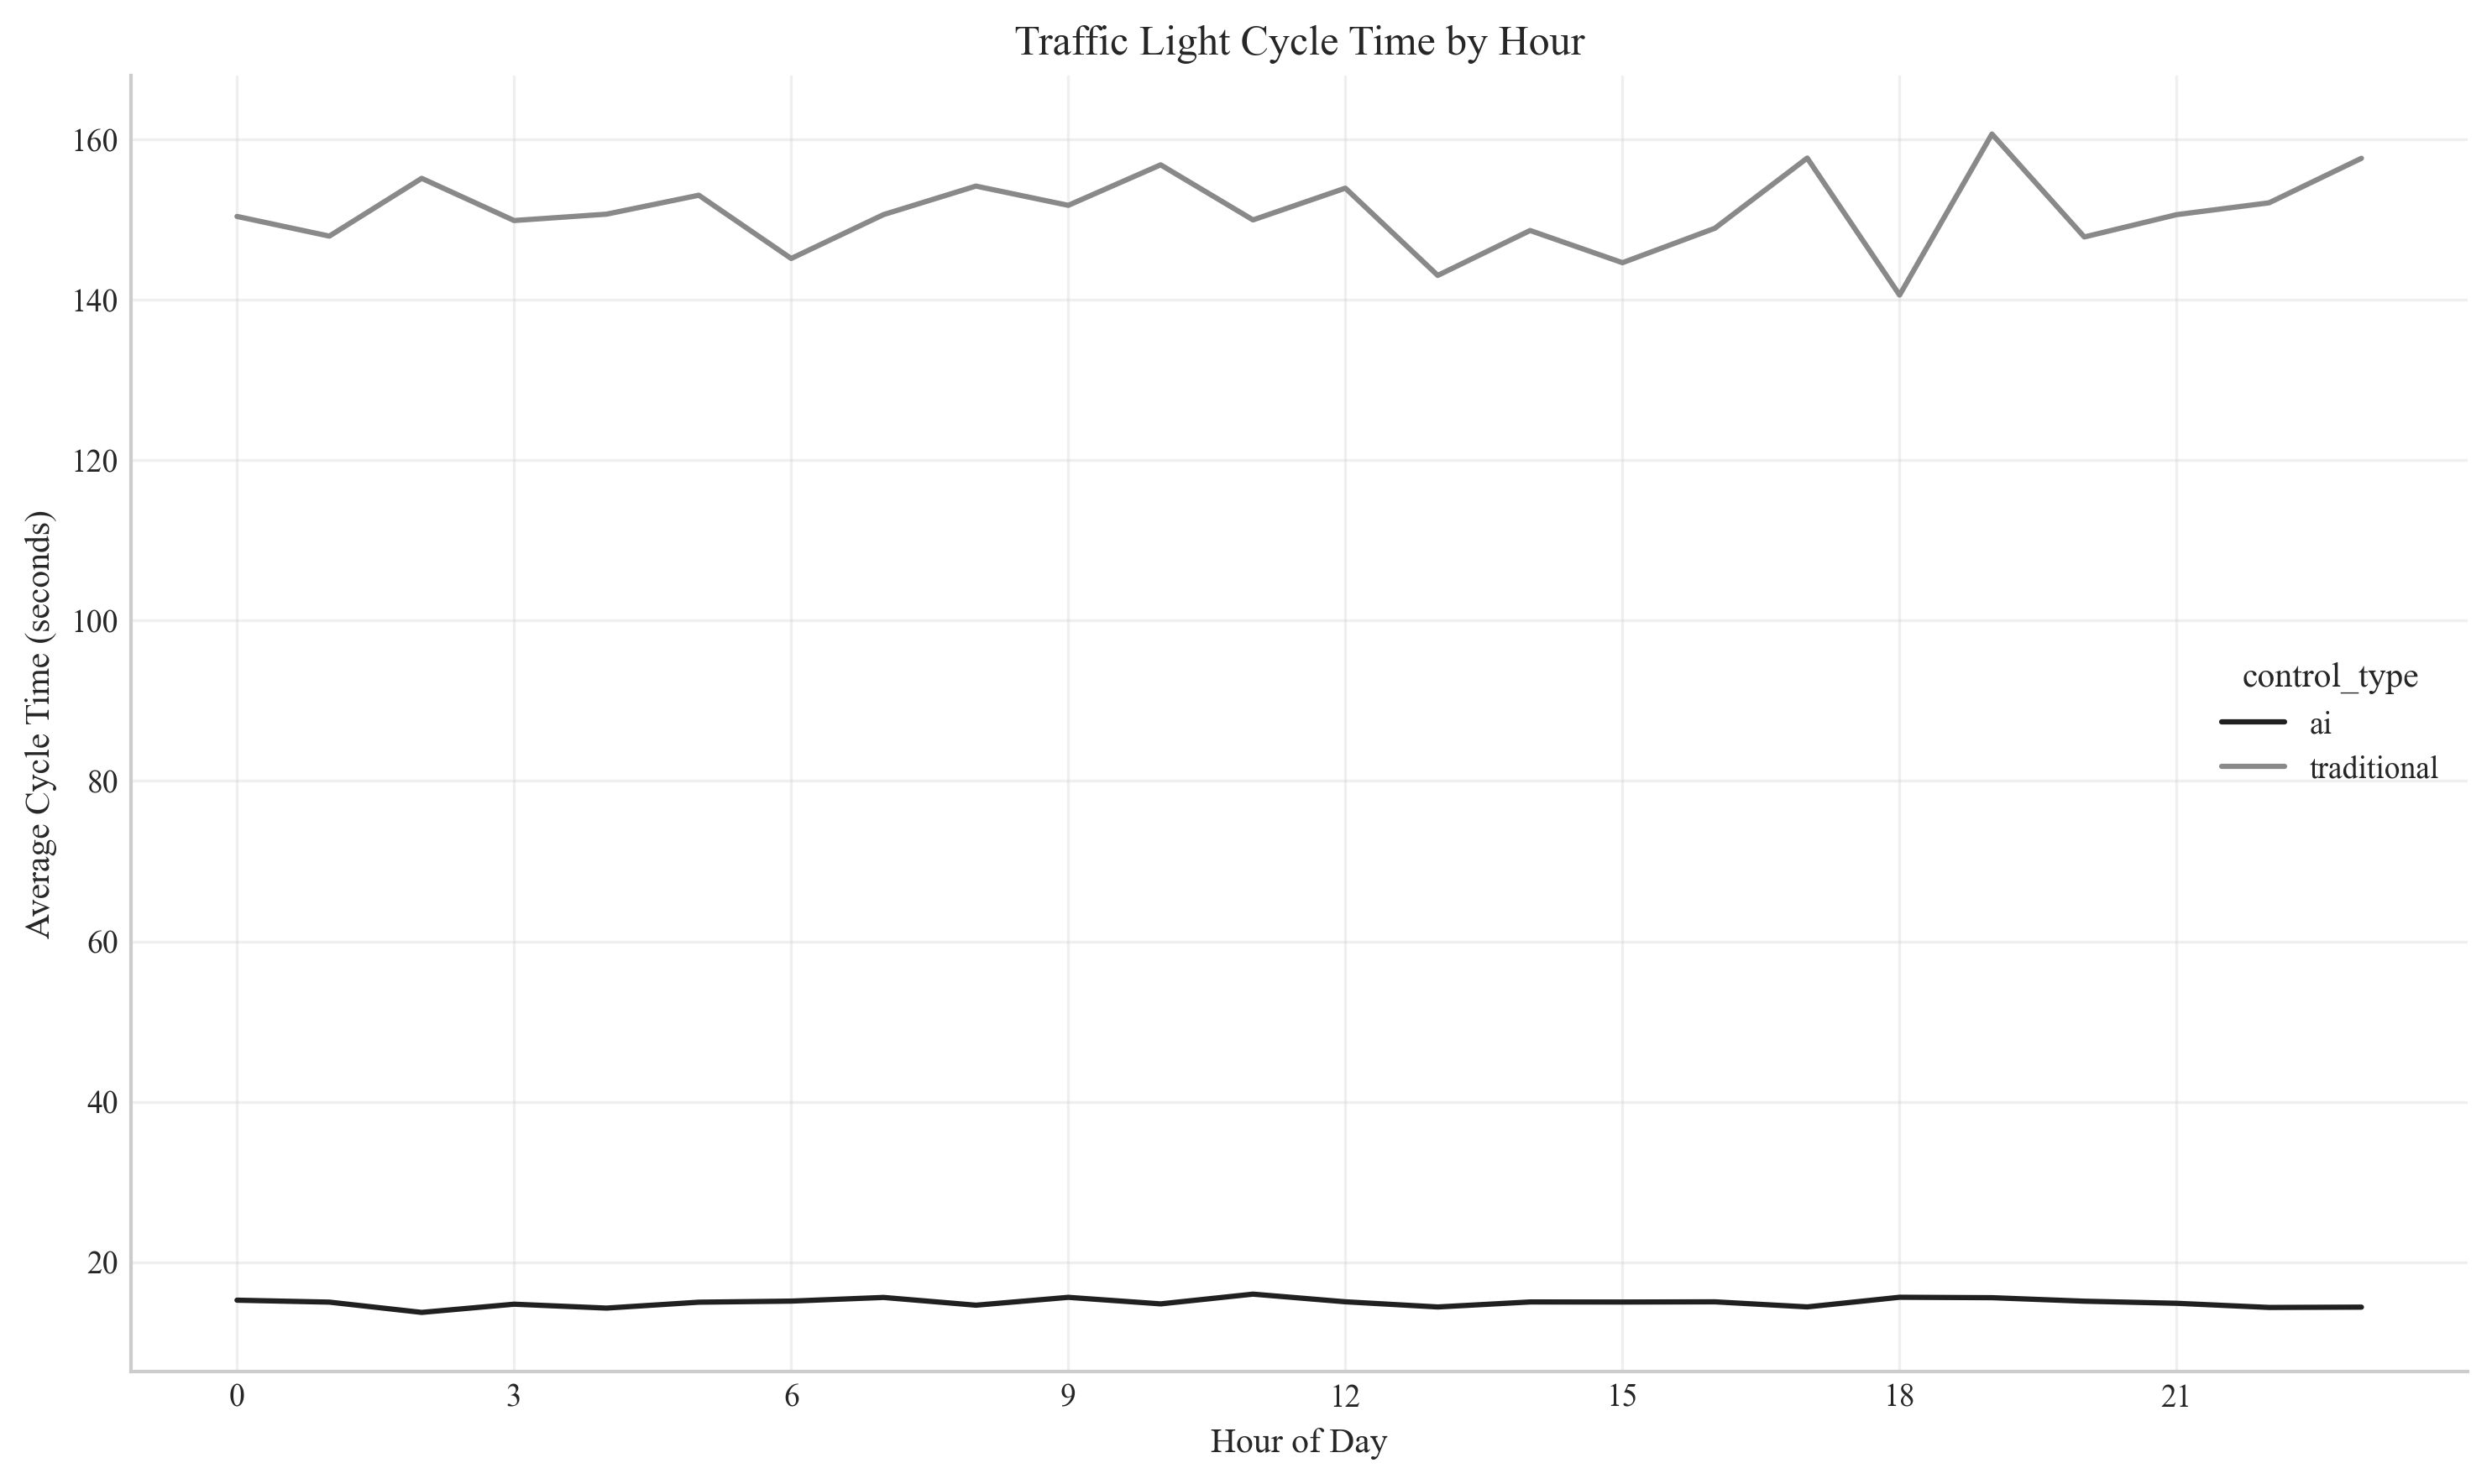 Traffic Light Cycle Time by Hour
160
140
120
100
80
60
40
20
Average Cycle Time (seconds)
control_type
ai
traditional
0 3 6 9 12 15 18 21
Hour of Day